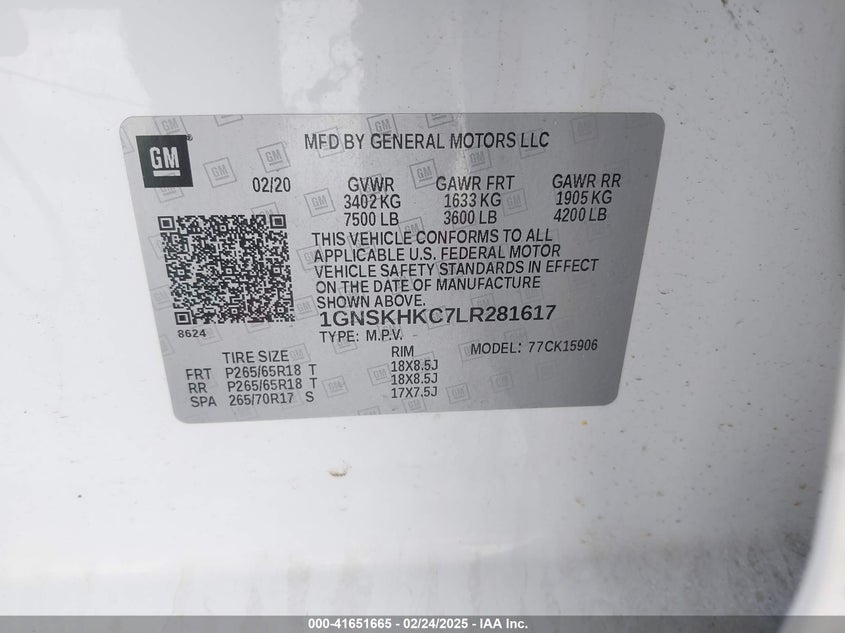 GM
MFD BY GENERAL MOTORS LLC
02/20 GVWR GAWR FRT GAWR RR
3402 KG 1633 KG 1905 KG
7500 LB 3600 LB 4200 LB
THIS VEHICLE CONFORMS TO ALL
APPLICABLE U.S. FEDERAL MOTOR
VEHICLE SAFETY STANDARDS IN EFFECT
ON THE DATE OF MANUFACTURE
SHOWN ABOVE.
1GNSKHKC7LR281617
8624
TYPE: M.P.V.
MODEL: 77CK15906
TIRE SIZE RIM
FRT P265/65R18 T 18X8.5J
RR P265/65R18 T 18X8.5J
SPA 265/70R17 S 17X7.5J
000-41651665 - 02/24/2025 - IAA Inc.